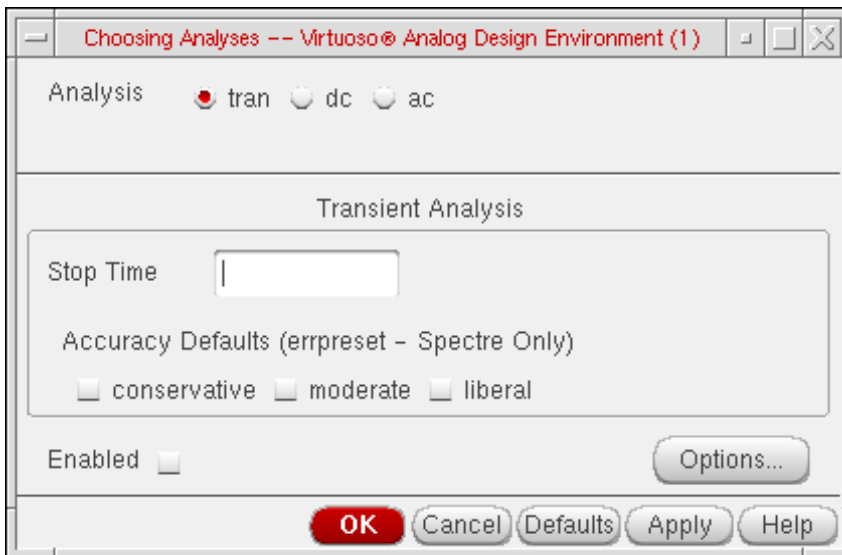 Choosing Analyses -- Virtuoso® Analog Design Environment (1)
Analysis tran dc ac
Transient Analysis
Stop Time
Accuracy Defaults (errpreset - Spectre Only)
conservative moderate liberal
Enabled Options...
OK Cancel Defaults Apply Help